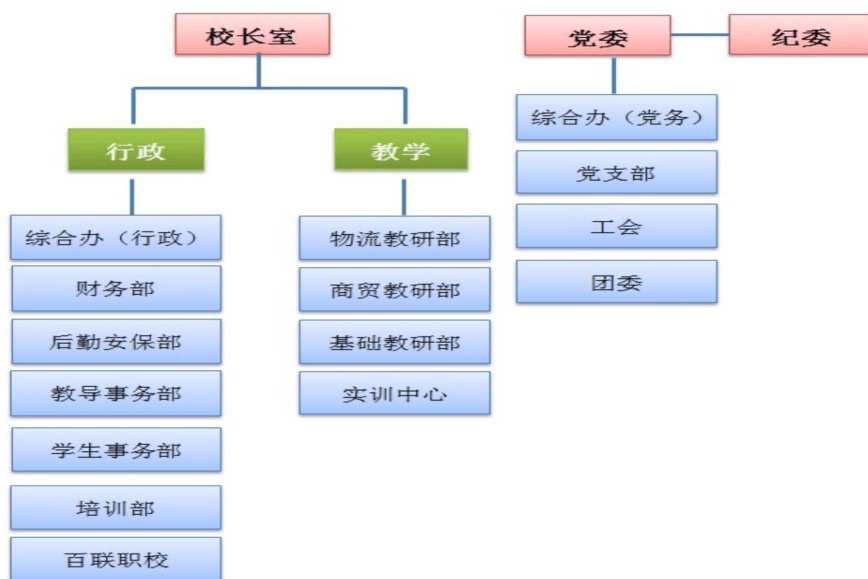 校长室
党委
纪委
行政
教学
综合办（党务）
党支部
工会
团委
综合办（行政）
财务部
后勤安保部
教导事务部
学生事务部
培训部
百联职校
物流教研部
商贸教研部
基础教研部
实训中心